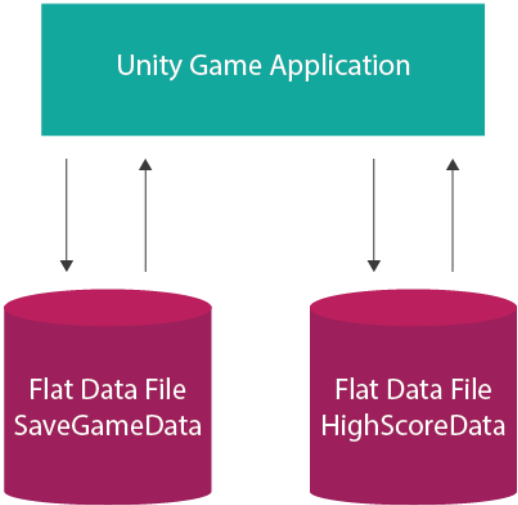 Unity Game Application
Flat Data File
SaveGameData
Flat Data File
HighScoreData